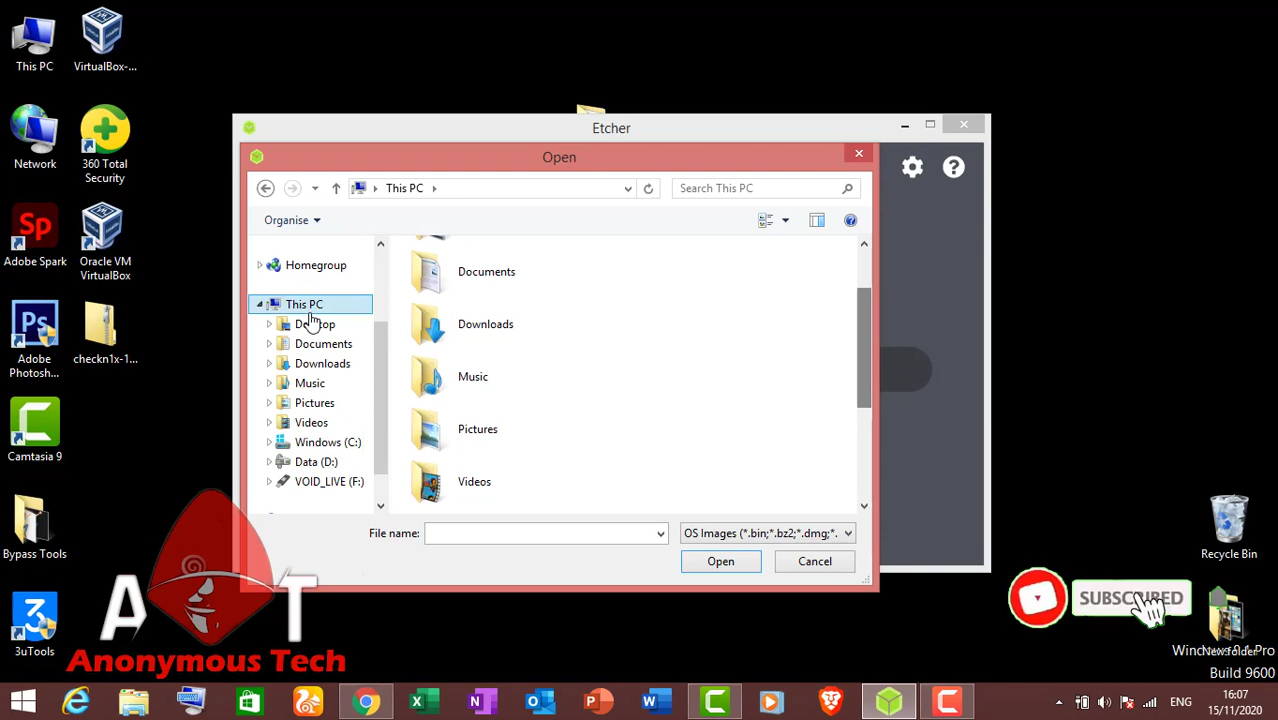 This PC
VirtualBox-...
Network
360 Total
Security
Adobe Spark
Oracle VM
VirtualBox
Adobe
Photosh...
checkn1x-1...
Camtasia 9
Bypass Tools
3uTools
Etcher
Open
This PC
Search This PC
Organise
Homegroup
This PC
Desktop
Documents
Downloads
Music
Pictures
Videos
Windows (C:)
Data (D:)
VOID_LIVE (F:)
Documents
Downloads
Music
Pictures
Videos
File name:
OS Images (*.bin;*.bz2;*.dmg;*.
Open
Cancel
A T
Anonymous Tech
SUBSCRIBED
Recycle Bin
Pro
Build 9600
ENG
16:07
15/11/2020